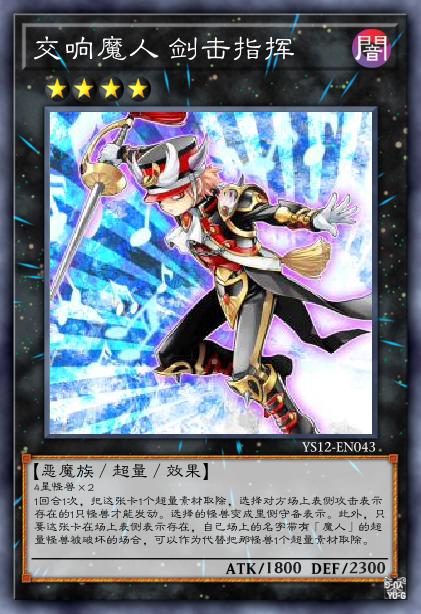 交响魔人 剑击指挥
闇
YS12-EN043
【恶魔族／超量／效果】
4星怪兽×2
1回合1次，把这张卡1个超量素材取除，选择对方场上表侧攻击表示
存在的1只怪兽才能发动。选择的怪兽变成里侧守备表示。此外，只
要这张卡在场上表侧表示存在，自己场上的名字带有「魔人」的超
量怪兽被破坏的场合，可以作为代替把那怪兽1个超量素材取除。
ATK/1800 DEF/2300